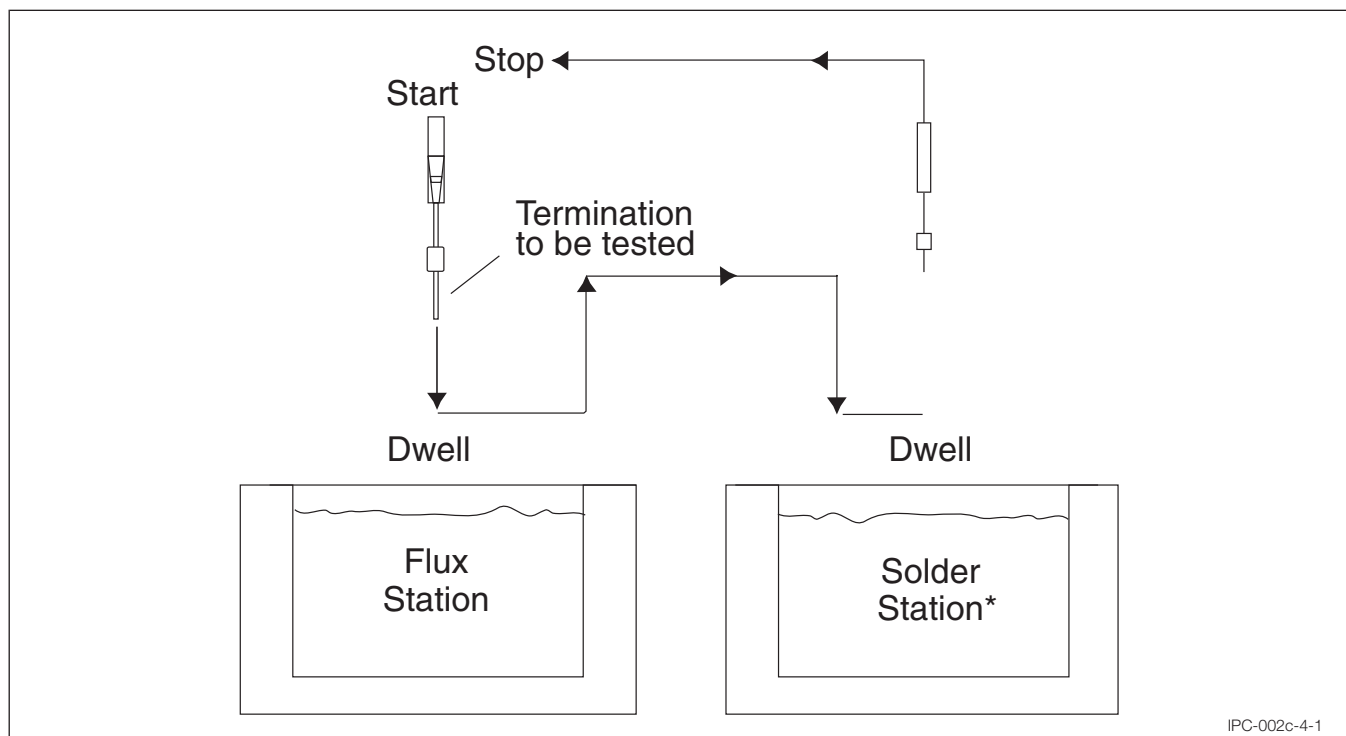 Stop
Start
Termination
to be tested
Dwell
Dwell
Flux
Station
Solder
Station*
IPC-002c-4-1